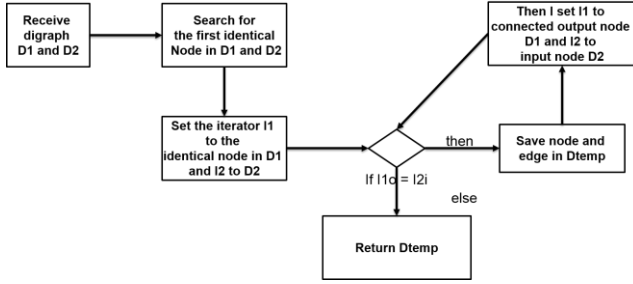 Receive
digraph
D1 and D2
Search for
the first identical
Node in D1 and D2
Set the iterator I1
to the
identical node in D1
and I2 to D2
If I1o = I2i
then
else
Save node and
edge in Dtemp
Then I set I1 to
connected output node
D1 and I2 to
input node D2
Return Dtemp